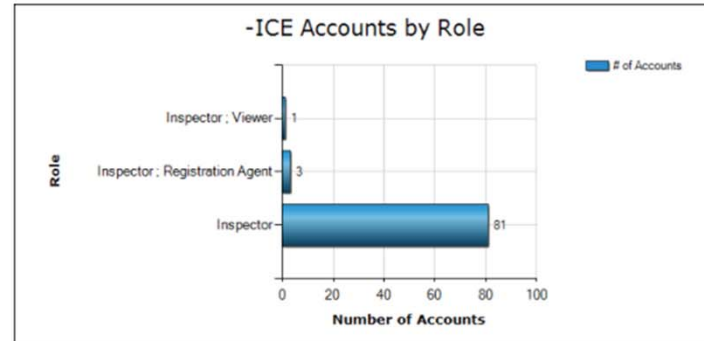 -ICE Accounts by Role
# of Accounts
Role
Inspector ; Viewer
1
Inspector ; Registration Agent
3
Inspector
81
0 20 40 60 80 100
Number of Accounts